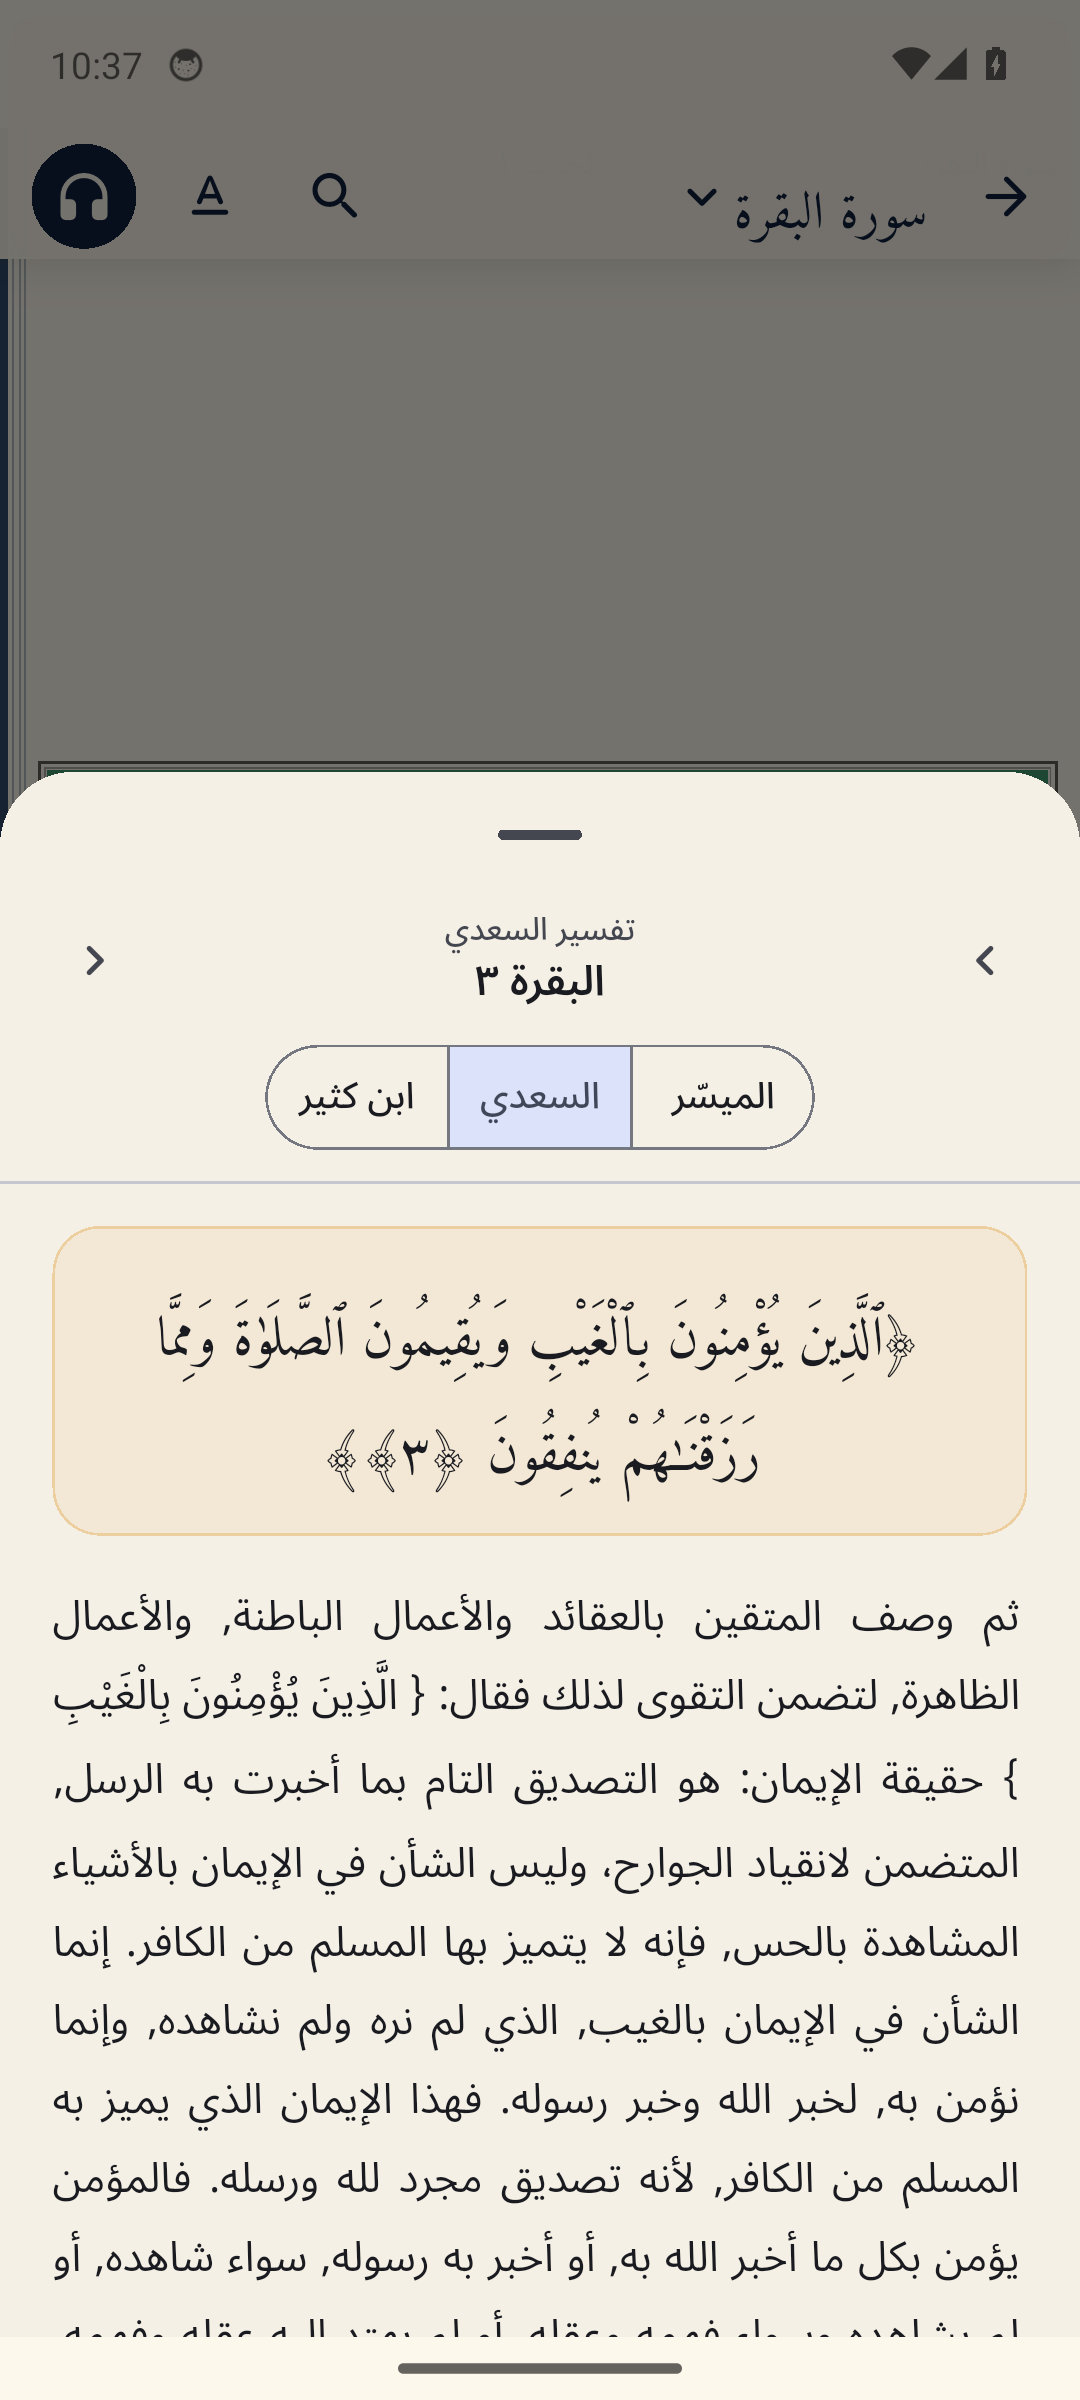 10:37
سورة البقرة
تفسير السعدي
البقرة ٣
الميسّر
السعدي
ابن كثير
﴿ٱلَّذِينَ يُؤْمِنُونَ بِٱلْغَيْبِ وَيُقِيمُونَ ٱلصَّلَوٰةَ وَمِمَّا
رَزَقْنَـٰهُمْ يُنفِقُونَ ﴿٣﴾﴾
ثم وصف المتقين بالعقائد والأعمال الباطنة, والأعمال
الظاهرة, لتضمن التقوى لذلك فقال: { الَّذِينَ يُؤْمِنُونَ بِالْغَيْبِ
} حقيقة الإيمان: هو التصديق التام بما أخبرت به الرسل,
المتضمن لانقياد الجوارح، وليس الشأن في الإيمان بالأشياء
المشاهدة بالحس, فإنه لا يتميز بها المسلم من الكافر. إنما
الشأن في الإيمان بالغيب, الذي لم نره ولم نشاهده, وإنما
نؤمن به, لخبر الله وخبر رسوله. فهذا الإيمان الذي يميز به
المسلم من الكافر, لأنه تصديق مجرد لله ورسله. فالمؤمن
يؤمن بكل ما أخبر الله به, أو أخبر به رسوله, سواء شاهده, أو